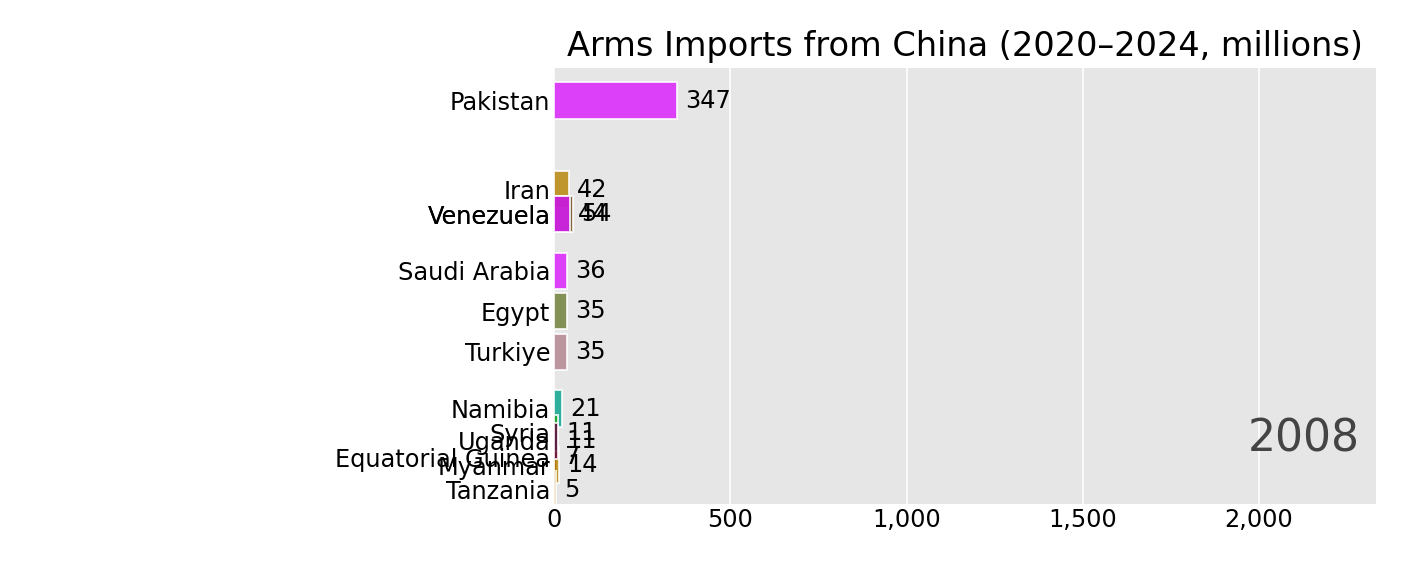 Arms Imports from China (2020–2024, millions)
Pakistan 347
Iran 42
Venezuela 54
Saudi Arabia 36
Egypt 35
Turkiye 35
Namibia 21
Syria 11
Uganda 11
Equatorial Guinea 7
Myanmar 14
Tanzania 5
2008
0 500 1,000 1,500 2,000